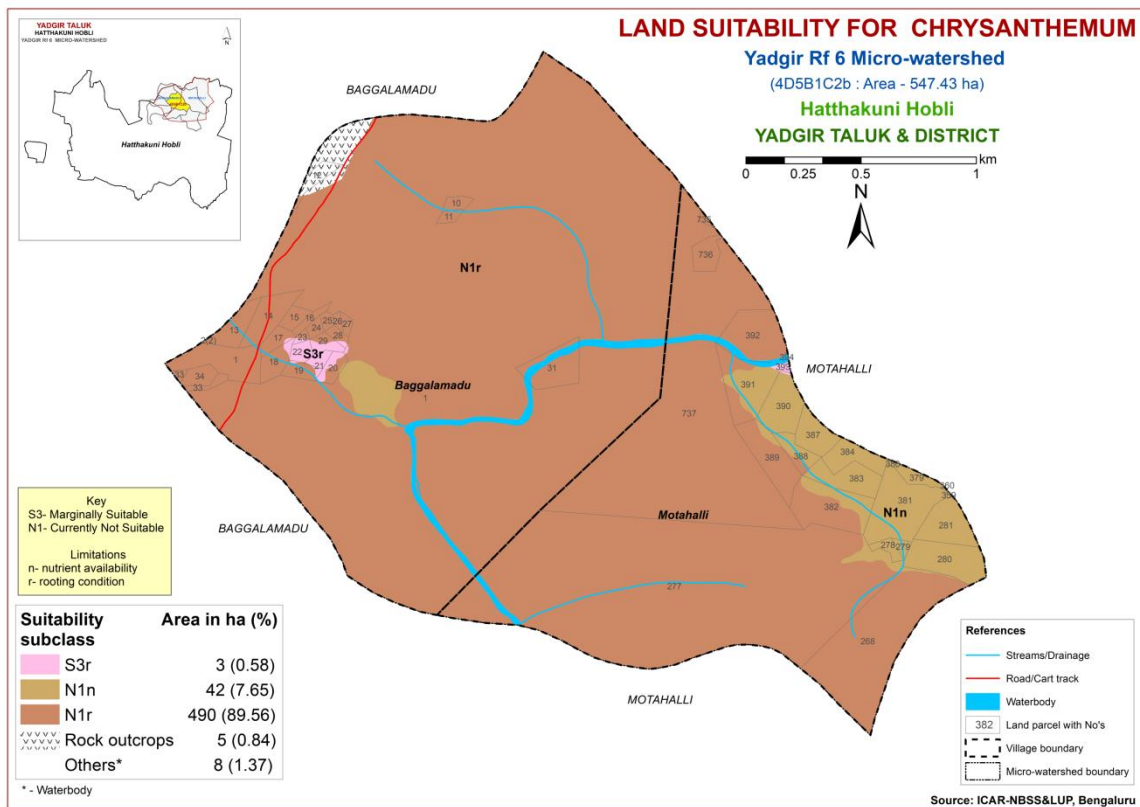 YADGIR TALUK
HATTHAKUNI HOBLI
YADGIR Rf 6 MICRO-WATERSHED
N
Hatthakuni Hobli
LAND SUITABILITY FOR CHRYSANTHEMUM
Yadgir Rf 6 Micro-watershed
(4D5B1C2b : Area - 547.43 ha)
Hatthakuni Hobli
YADGIR TALUK & DISTRICT
km
0 0.25 0.5 1
N
BAGGALAMADU
12
10
11
735
736
N1r
14
15
16
25
26
27
24
13
17
23
29
28
392
22
S3r
1
18
21
20
19
31
394
393
MOTAHALLI
33
34
33
Baggalamadu
1
391
390
737
387
389
388
384
380
379
360
359
383
381
382
N1n
281
Motahalli
278
279
280
BAGGALAMADU
277
268
MOTAHALLI
Key
S3- Marginally Suitable
N1- Currently Not Suitable
Limitations
n- nutrient availability
r- rooting condition
Suitability subclass Area in ha (%)
S3r 3 (0.58)
N1n 42 (7.65)
N1r 490 (89.56)
Rock outcrops 5 (0.84)
Others* 8 (1.37)
* - Waterbody
References
Streams/Drainage
Road/Cart track
Waterbody
382 Land parcel with No's
Village boundary
Micro-watershed boundary
Source: ICAR-NBSS&LUP, Bengaluru